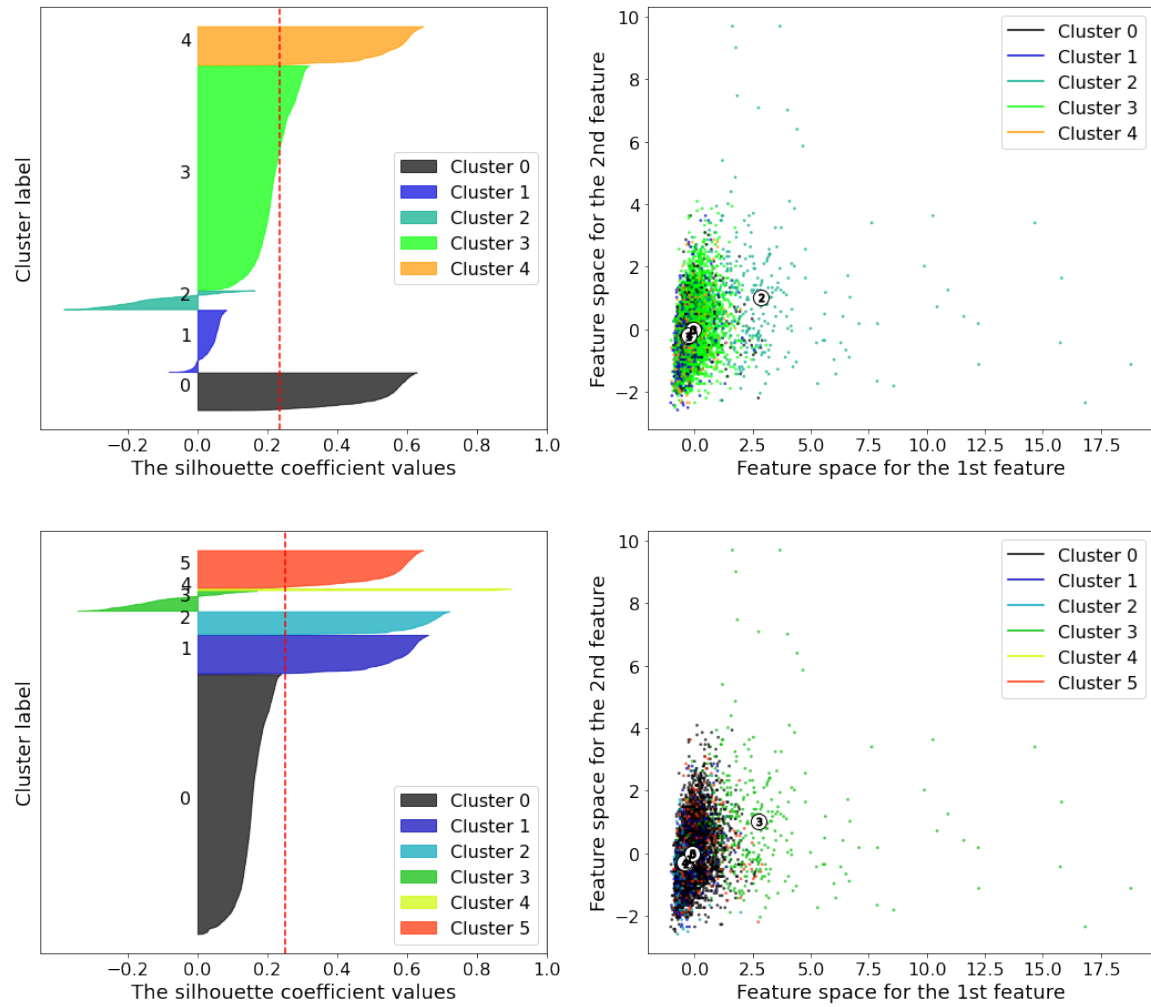 4
3
2
1
0
Cluster label
Cluster 0
Cluster 1
Cluster 2
Cluster 3
Cluster 4
−0.2 0.0 0.2 0.4 0.6 0.8 1.0
The silhouette coefficient values
10
8
6
4
2
0
−2
Feature space for the 2nd feature
Cluster 0
Cluster 1
Cluster 2
Cluster 3
Cluster 4
2
0.0 2.5 5.0 7.5 10.0 12.5 15.0 17.5
Feature space for the 1st feature
5
4
3
2
1
0
Cluster label
Cluster 0
Cluster 1
Cluster 2
Cluster 3
Cluster 4
Cluster 5
−0.2 0.0 0.2 0.4 0.6 0.8 1.0
The silhouette coefficient values
10
8
6
4
2
0
−2
Feature space for the 2nd feature
Cluster 0
Cluster 1
Cluster 2
Cluster 3
Cluster 4
Cluster 5
3
0.0 2.5 5.0 7.5 10.0 12.5 15.0 17.5
Feature space for the 1st feature